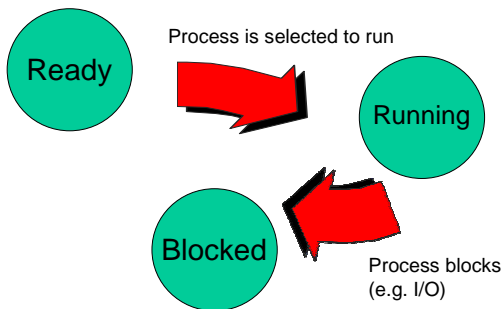 Process is selected to run
Ready
Running
Blocked
Process blocks
(e.g. I/O)